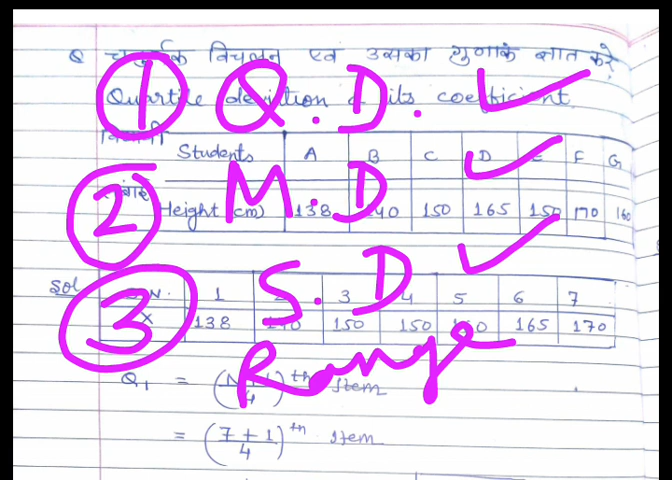 Q चतुर्थक विचलन एवं उसका गुणांक ज्ञात करे
Quartile deviation & its coefficient
Students A B C D E F G
Height (cm) 138 140 150 165 150 170 160
Sol
S.N. 1 2 3 4 5 6 7
X 138 140 150 150 160 165 170
Q1 = (N+1/4)th Item
= (7+1/4)th Item
① Q.D. ✓
② M.D ✓
③ S.D ✓
Range